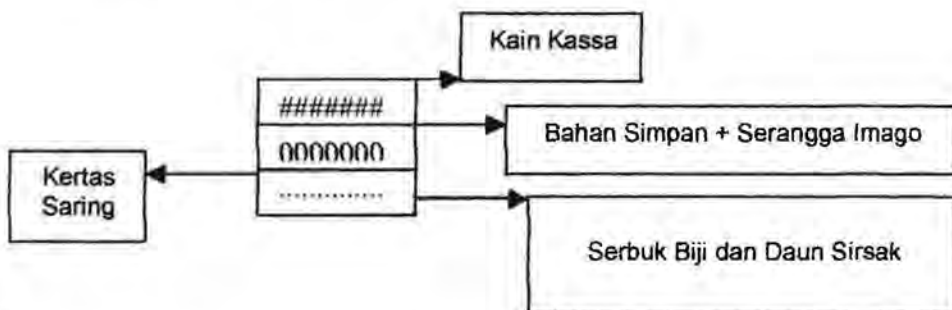 Kain Kassa
#######
Bahan Simpan + Serangga Imago
0000000
Kertas
Saring
.............
Serbuk Biji dan Daun Sirsak